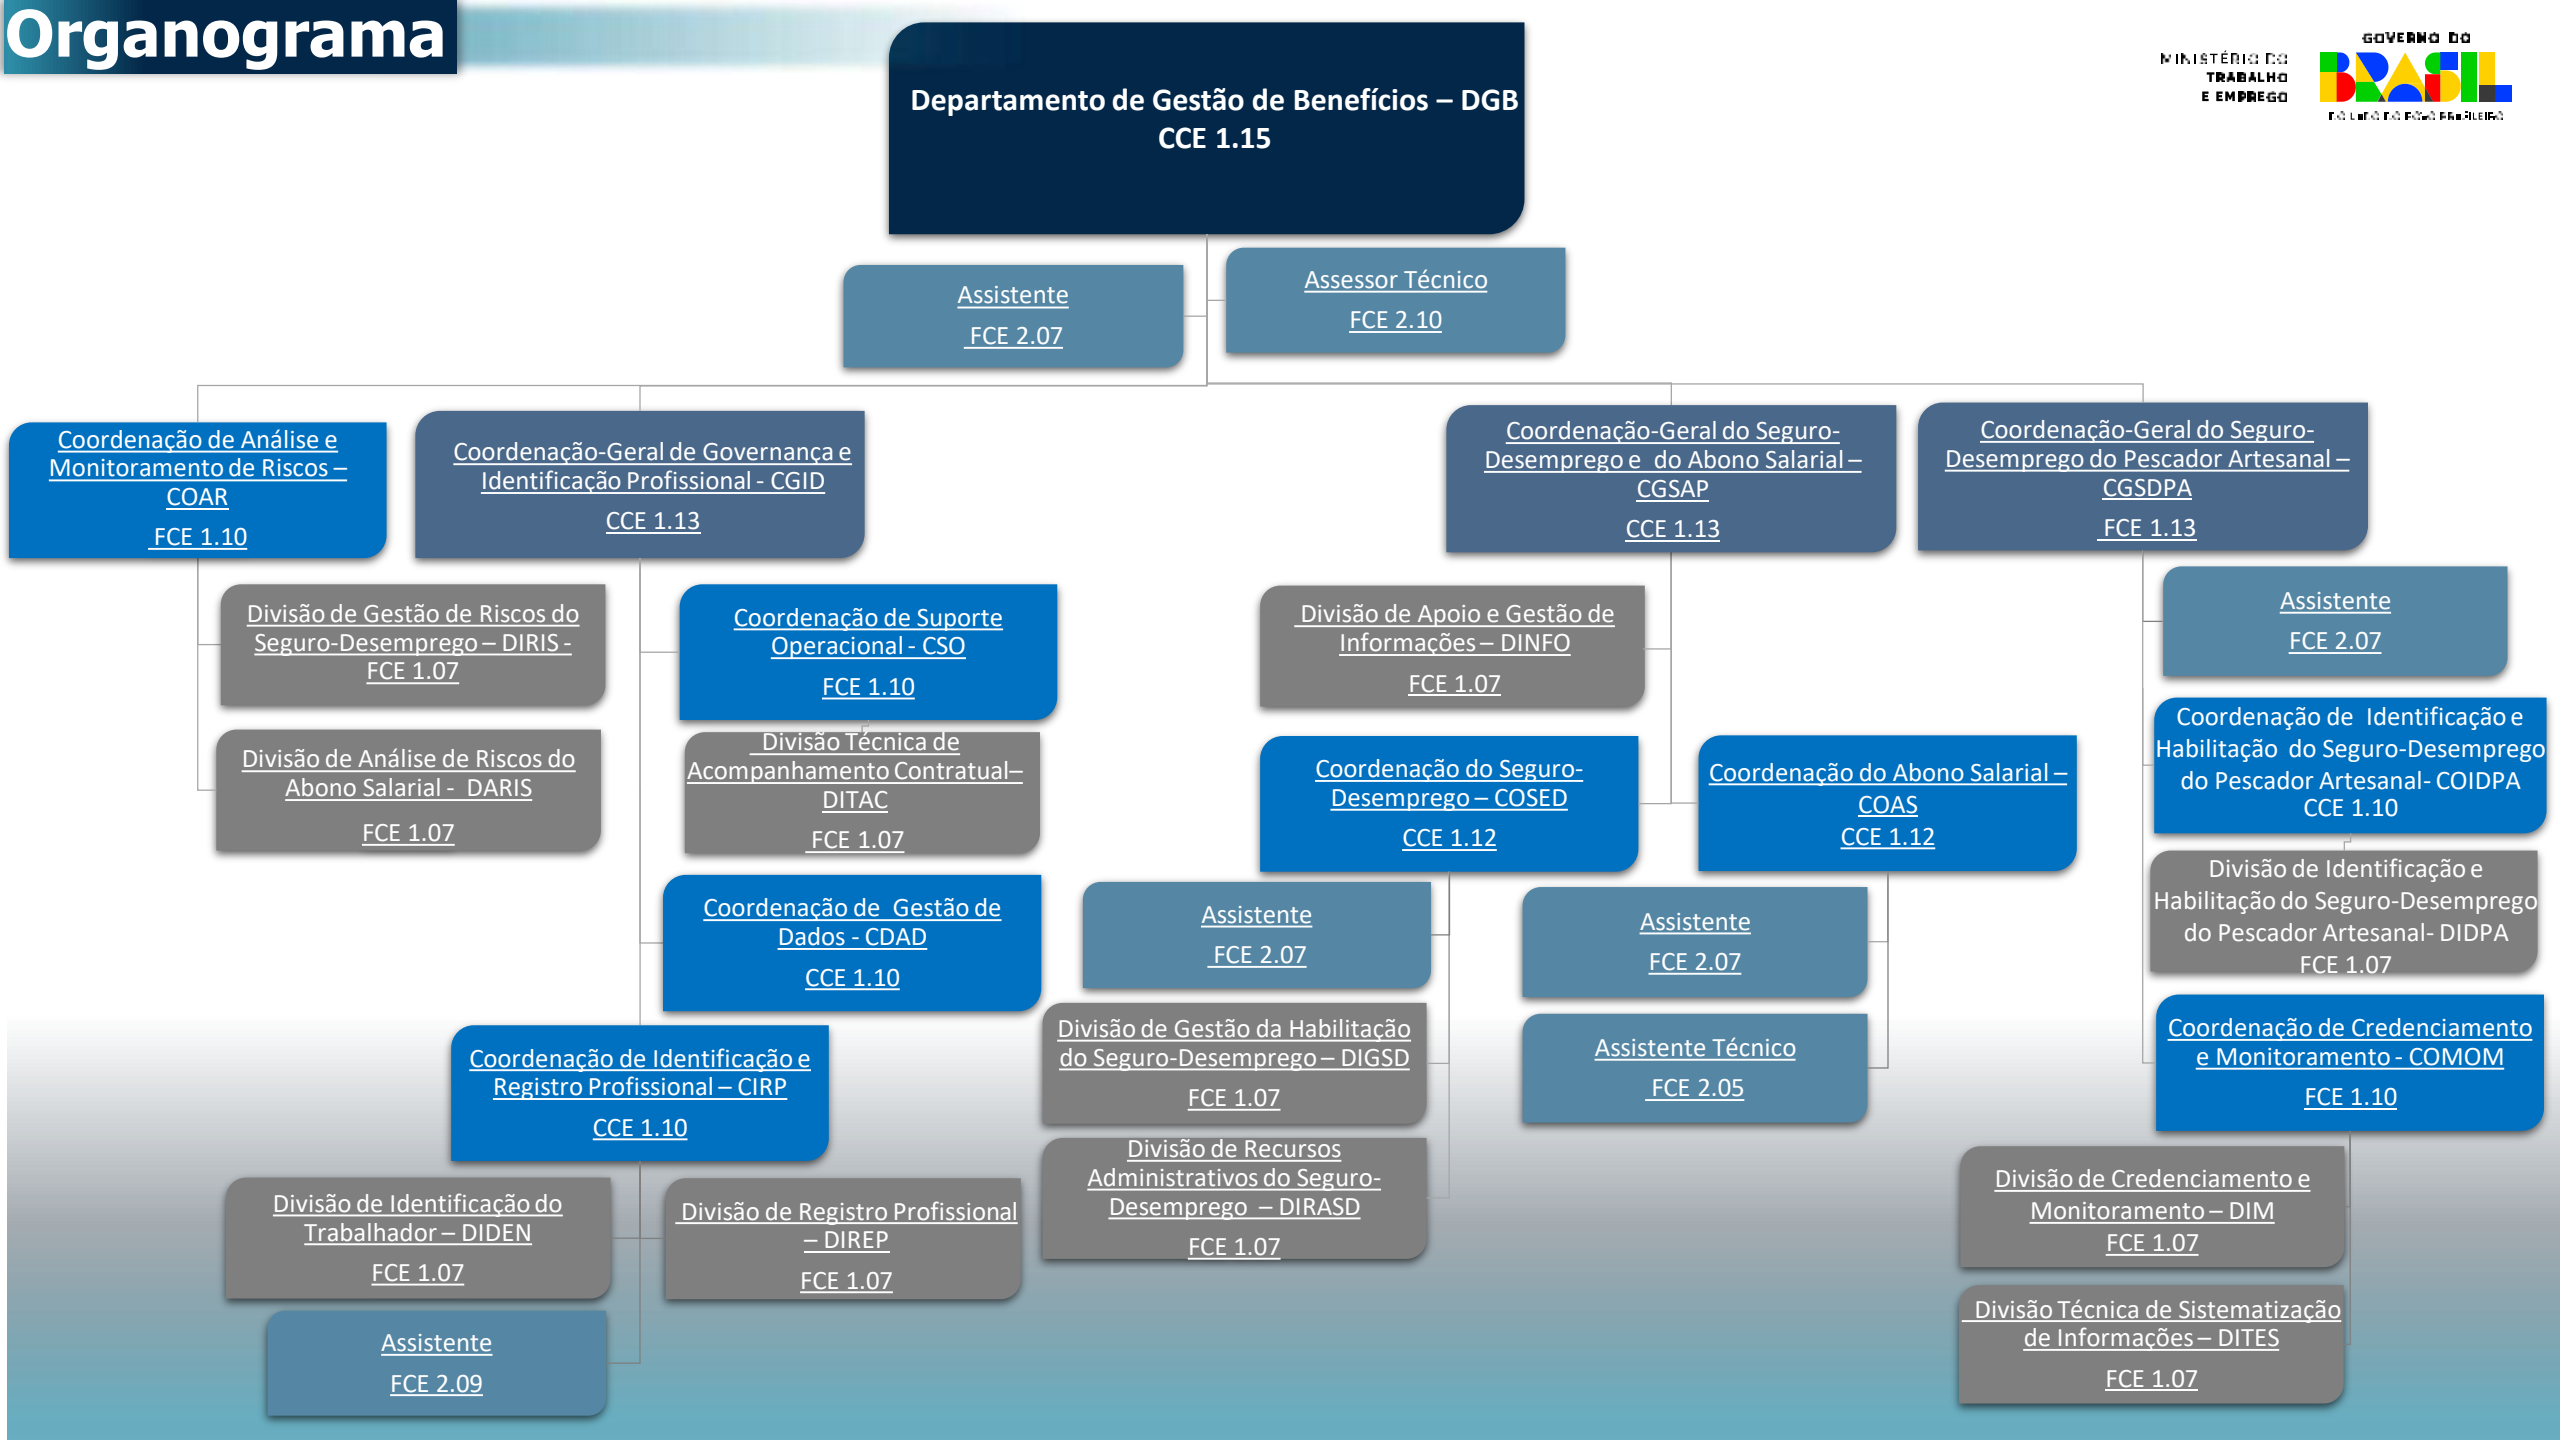 Organograma
Departamento de Gestão de Benefícios – DGB
CCE 1.15
MINISTÉRIO DO
TRABALHO
E EMPREGO
GOVERNO DO
BRASIL
DO LADO DO POVO BRASILEIRO
Assistente
FCE 2.07
Assessor Técnico
FCE 2.10
Coordenação de Análise e
Monitoramento de Riscos –
COAR
FCE 1.10
Coordenação-Geral de Governança e
Identificação Profissional - CGID
CCE 1.13
Coordenação-Geral do Seguro-
Desemprego e do Abono Salarial –
CGSAP
CCE 1.13
Coordenação-Geral do Seguro-
Desemprego do Pescador Artesanal –
CGSDPA
FCE 1.13
Divisão de Gestão de Riscos do
Seguro-Desemprego – DIRIS -
FCE 1.07
Divisão de Análise de Riscos do
Abono Salarial - DARIS
FCE 1.07
Coordenação de Suporte
Operacional - CSO
FCE 1.10
Divisão Técnica de
Acompanhamento Contratual–
DITAC
FCE 1.07
Coordenação de Gestão de
Dados - CDAD
CCE 1.10
Coordenação de Identificação e
Registro Profissional – CIRP
CCE 1.10
Divisão de Identificação do
Trabalhador – DIDEN
FCE 1.07
Divisão de Registro Profissional
– DIREP
FCE 1.07
Assistente
FCE 2.09
Divisão de Apoio e Gestão de
Informações – DINFO
FCE 1.07
Coordenação do Seguro-
Desemprego – COSED
CCE 1.12
Coordenação do Abono Salarial –
COAS
CCE 1.12
Assistente
FCE 2.07
Divisão de Gestão da Habilitação
do Seguro-Desemprego – DIGSD
FCE 1.07
Divisão de Recursos
Administrativos do Seguro-
Desemprego – DIRASD
FCE 1.07
Assistente
FCE 2.07
Assistente Técnico
FCE 2.05
Assistente
FCE 2.07
Coordenação de Identificação e
Habilitação do Seguro-Desemprego
do Pescador Artesanal- COIDPA
CCE 1.10
Divisão de Identificação e
Habilitação do Seguro-Desemprego
do Pescador Artesanal- DIDPA
FCE 1.07
Coordenação de Credenciamento
e Monitoramento - COMOM
FCE 1.10
Divisão de Credenciamento e
Monitoramento – DIM
FCE 1.07
Divisão Técnica de Sistematização
de Informações – DITES
FCE 1.07